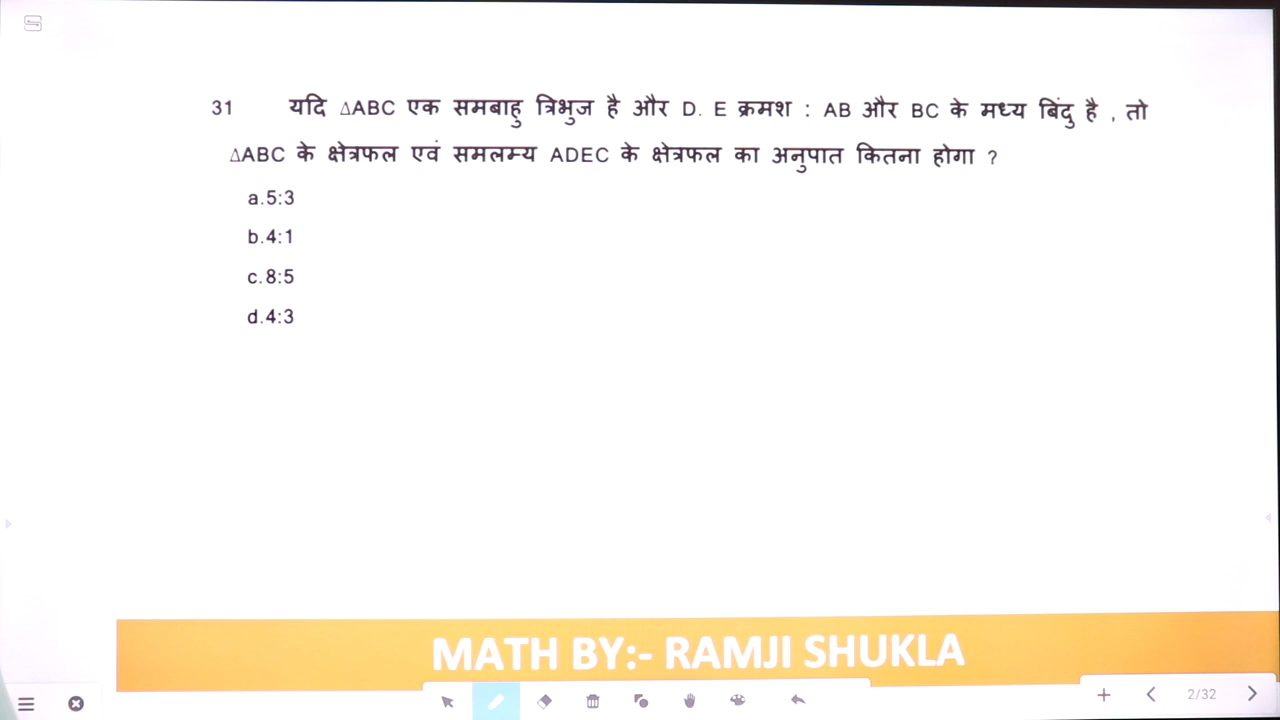 31 यदि ΔABC एक समबाहु त्रिभुज है और D. E क्रमश : AB और BC के मध्य बिंदु है , तो
ΔABC के क्षेत्रफल एवं समलम्य ADEC के क्षेत्रफल का अनुपात कितना होगा ?
a.5:3
b.4:1
c.8:5
d.4:3
MATH BY:- RAMJI SHUKLA
2/32